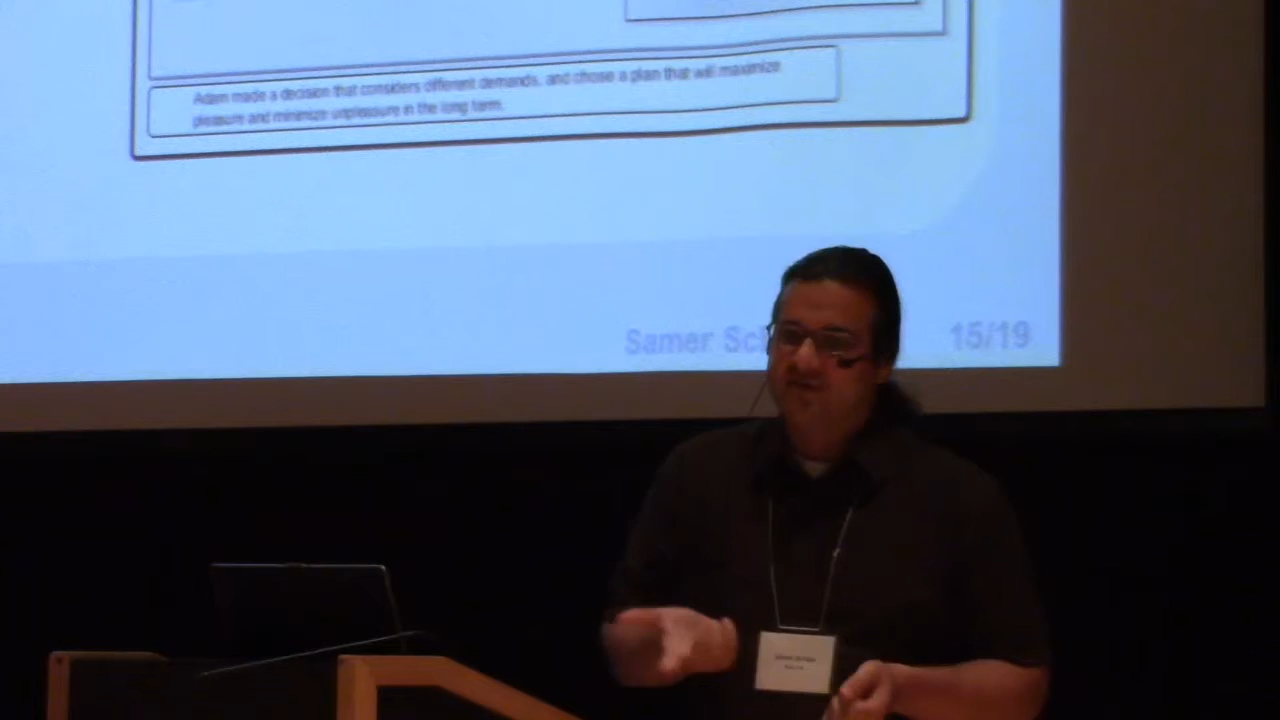 Adam made a decision that considers different demands, and chose a plan that will maximize
pleasure and minimize unpleasure in the long term.
Samer Sc
15/19